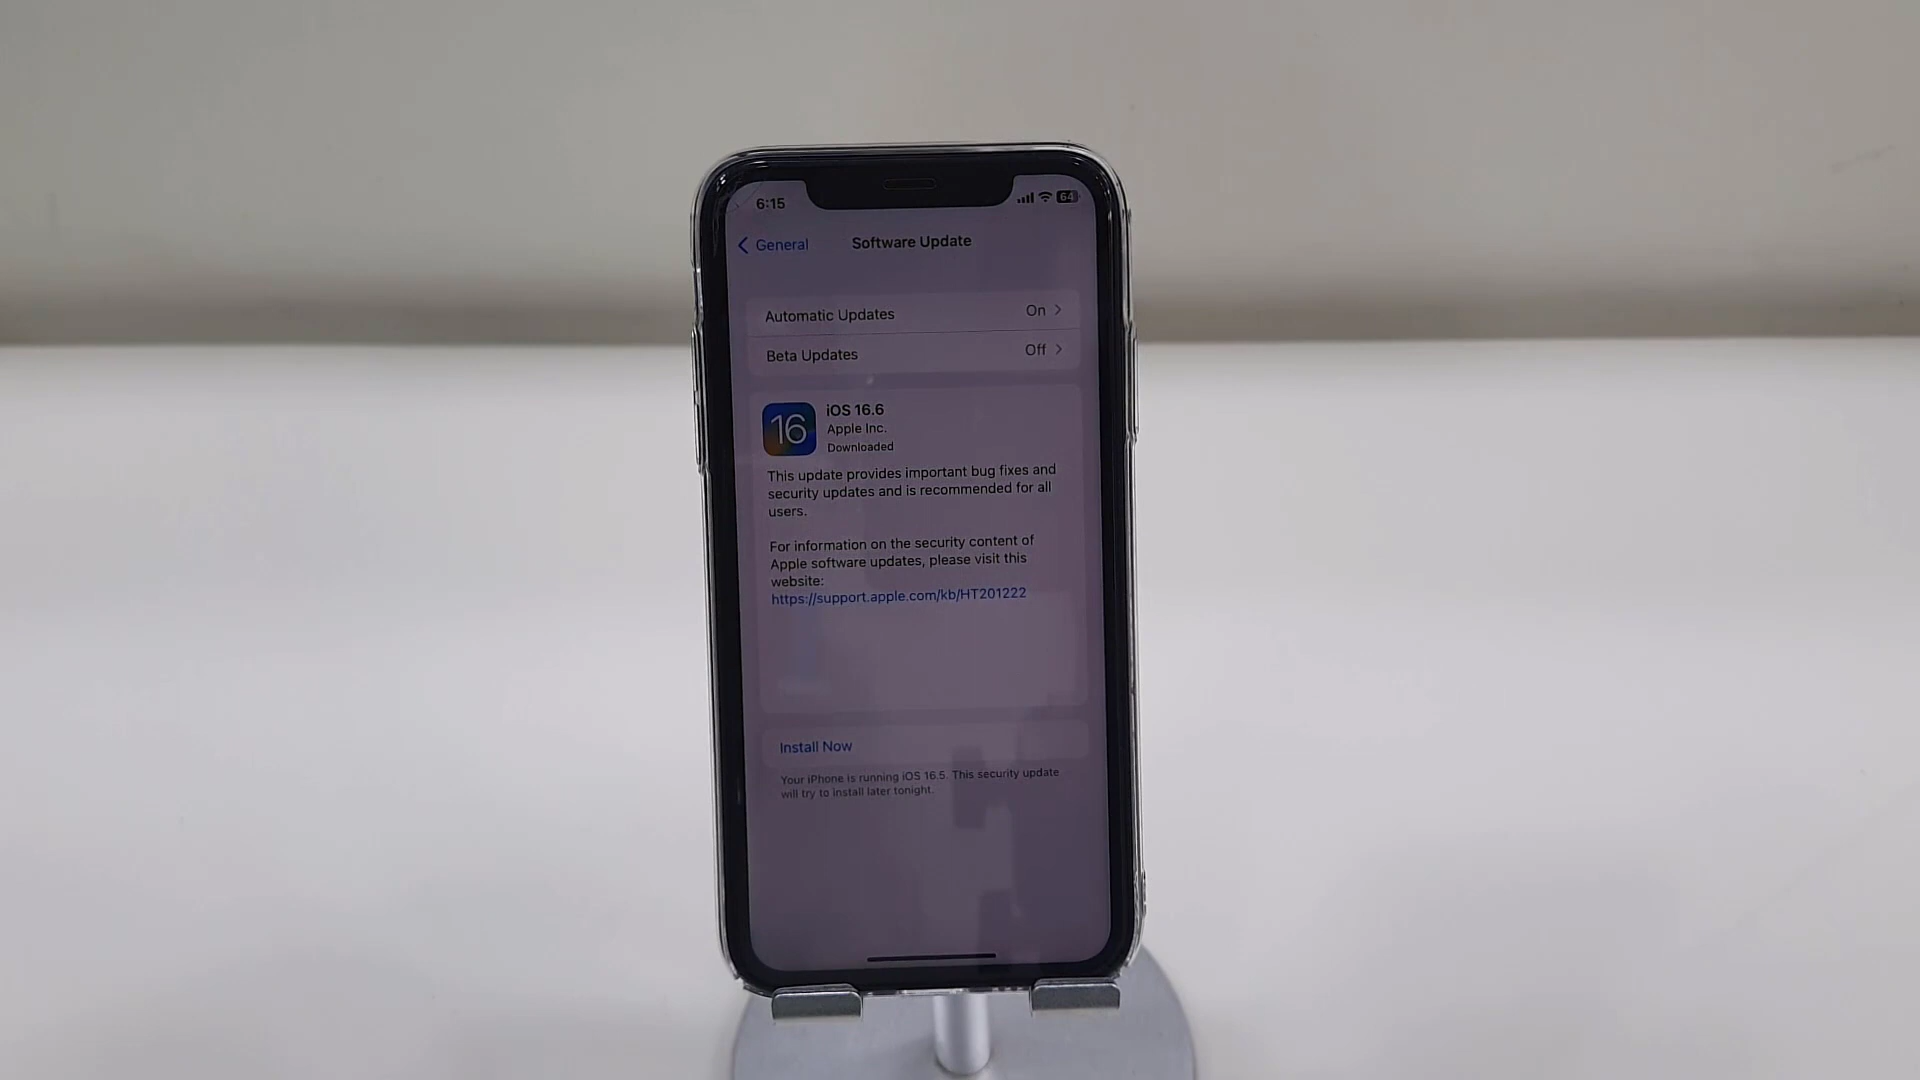 6:15
64
General
Software Update
Automatic Updates On
Beta Updates Off
16
iOS 16.6
Apple Inc.
Downloaded
This update provides important bug fixes and
security updates and is recommended for all
users.
For information on the security content of
Apple software updates, please visit this
website:
https://support.apple.com/kb/HT201222
Install Now
Your iPhone is running iOS 16.5. This security update
will try to install later tonight.